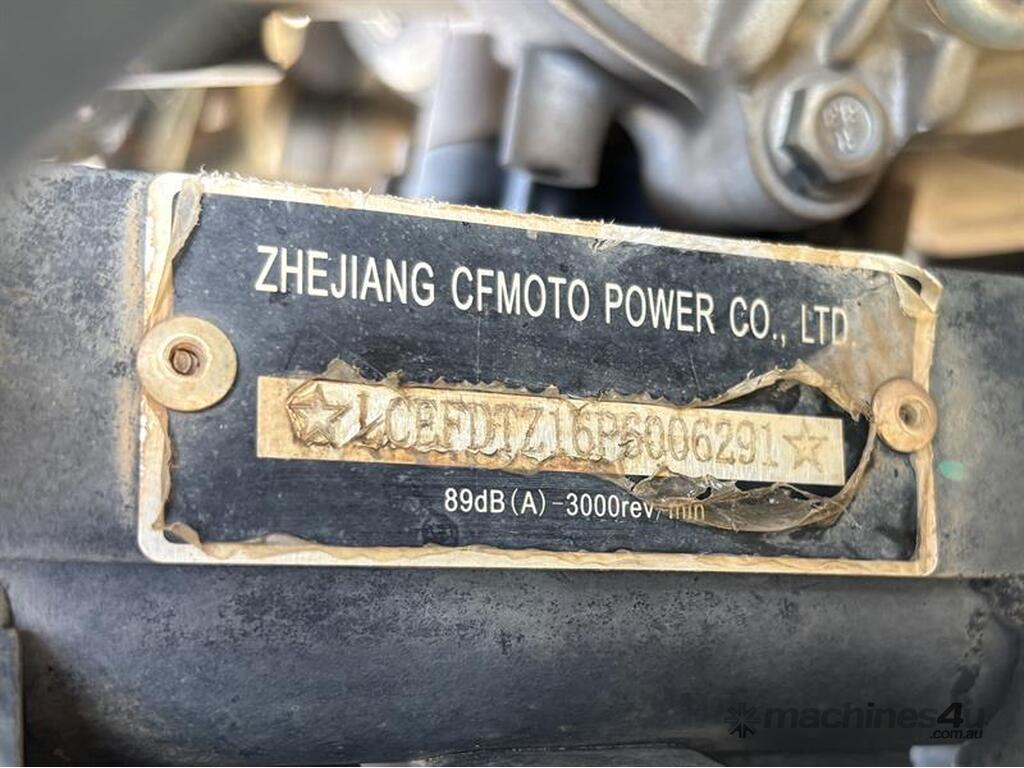 ZHEJIANG CFMOTO POWER CO., LTD.
☆LCEFDTZ16P6006291☆
89dB(A)-3000rev/min
machines4u
.com.au